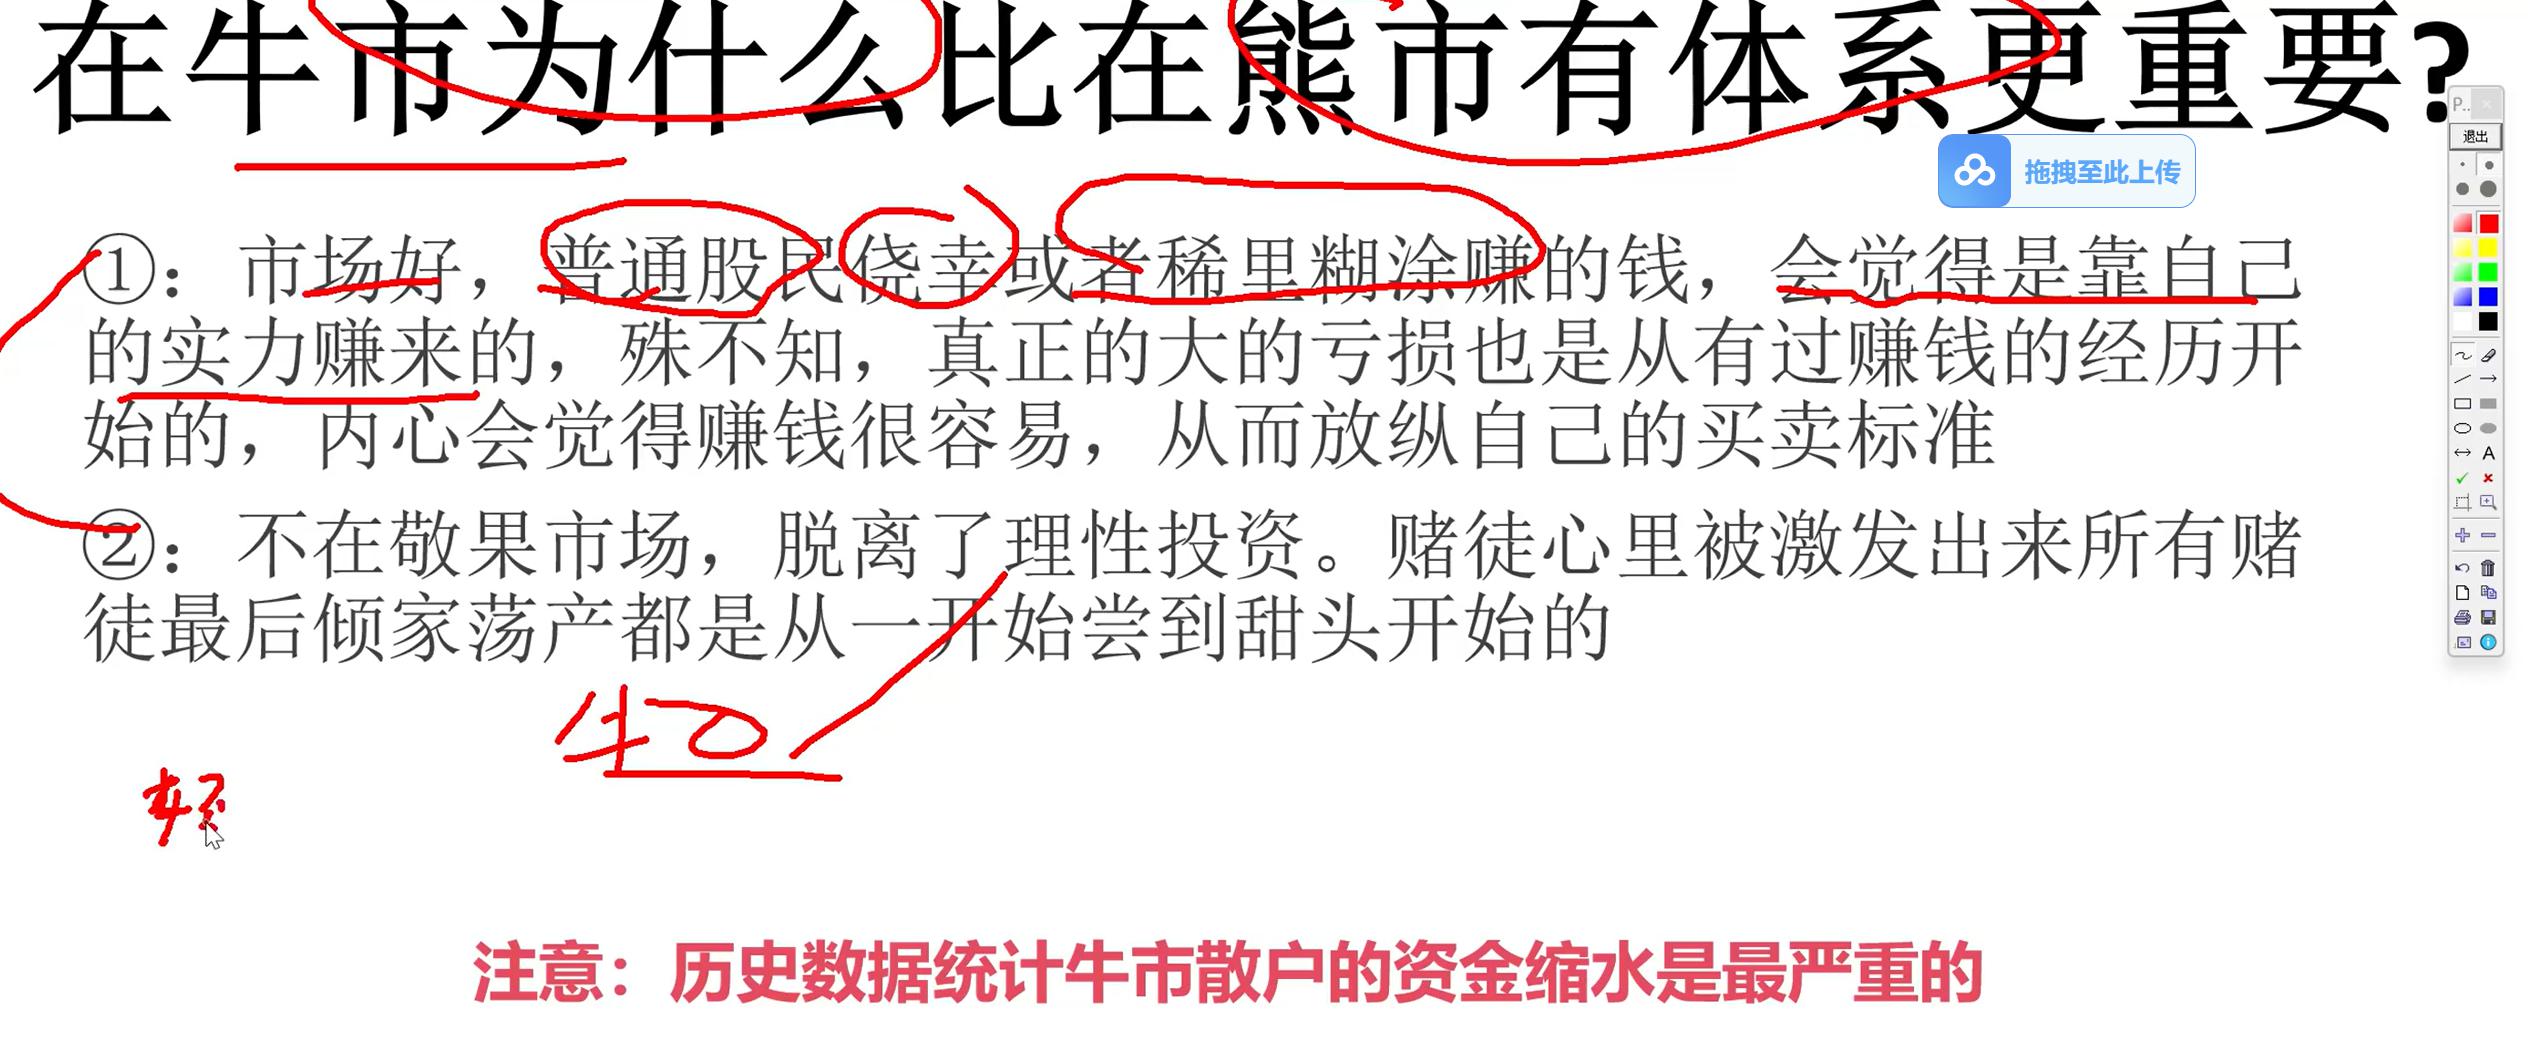 在牛市为什么比在熊市有体系更重要?
P..
退出
拖拽至此上传
①：市场好，普通股民侥幸或者稀里糊涂赚的钱，会觉得是靠自己
的实力赚来的，殊不知，真正的大的亏损也是从有过赚钱的经历开
始的，内心会觉得赚钱很容易，从而放纵自己的买卖标准
②：不在敬果市场，脱离了理性投资。赌徒心里被激发出来所有赌
徒最后倾家荡产都是从一开始尝到甜头开始的
A
注意：历史数据统计牛市散户的资金缩水是最严重的